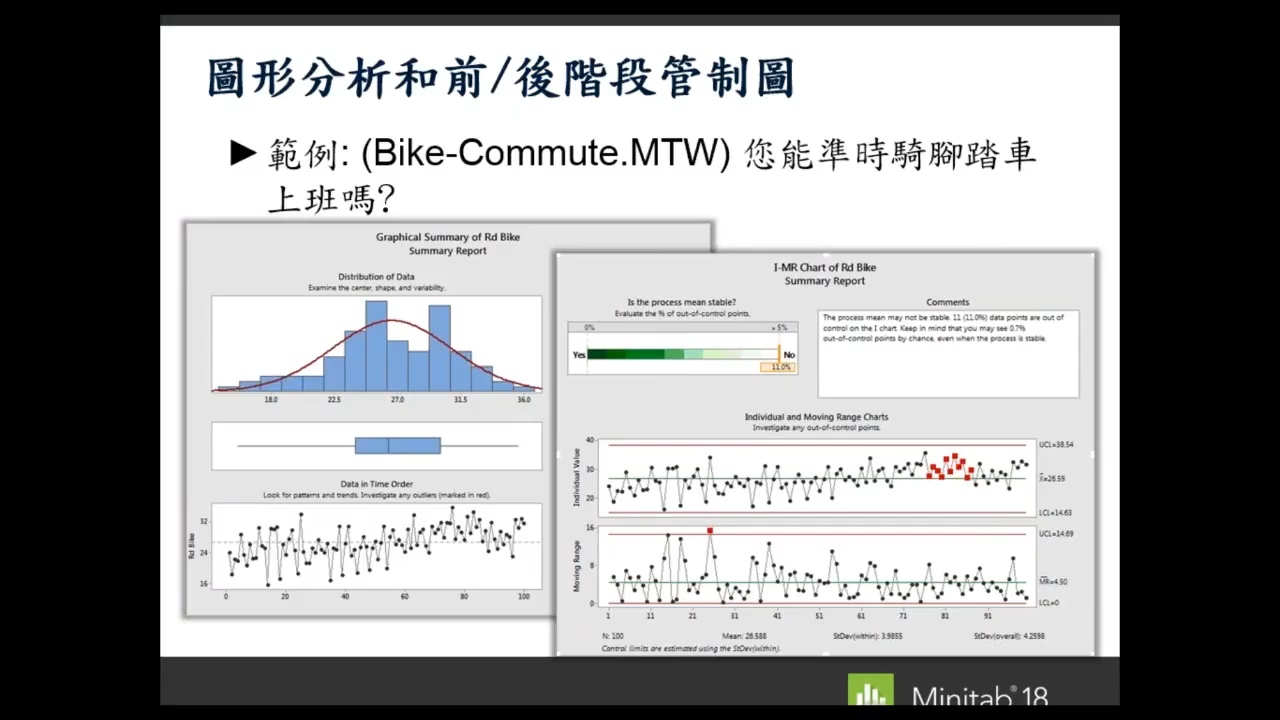 圖形分析和前/後階段管制圖
▶ 範例: (Bike-Commute.MTW) 您能準時騎腳踏車
上班嗎?
Graphical Summary of Rd Bike
Summary Report
Distribution of Data
Examine the center, shape, and variability.
18.0 22.5 27.0 31.5 36.0
Data in Time Order
Look for patterns and trends. Investigate any outliers (marked in red).
Rd Bike
32
24
16
0 20 40 60 80 100
I-MR Chart of Rd Bike
Summary Report
Is the process mean stable?
Evaluate the % of out-of-control points.
0% > 5%
Yes No
11.0%
Comments
The process mean may not be stable. 11 (11.0%) data points are out of
control on the I chart. Keep in mind that you may see 0.7%
out-of-control points by chance, even when the process is stable.
Individual and Moving Range Charts
Investigate any out-of-control points.
Individual Value
40
30
20
UCL=38.54
X̄=26.59
LCL=14.63
Moving Range
16
8
0
UCL=14.69
M̄R̄=4.50
LCL=0
1 11 21 31 41 51 61 71 81 91
N: 100 Mean: 26.588 StDev(within): 3.9855 StDev(overall): 4.2598
Control limits are estimated using the StDev(within).
Minitab® 18